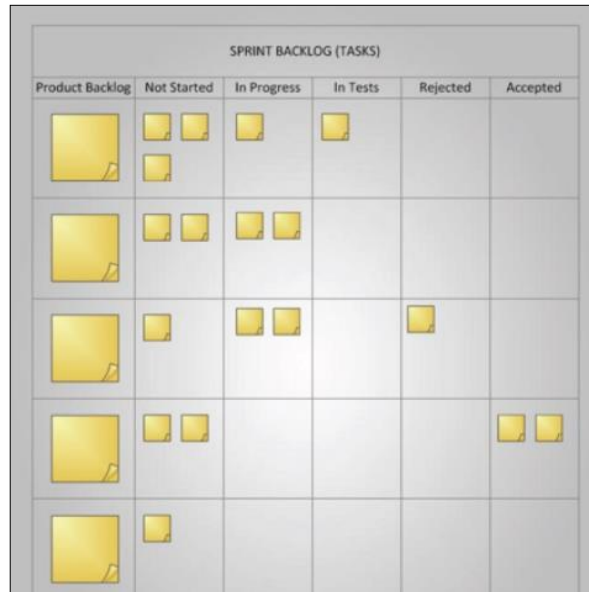 SPRINT BACKLOG (TASKS)
Product Backlog Not Started In Progress In Tests Rejected Accepted